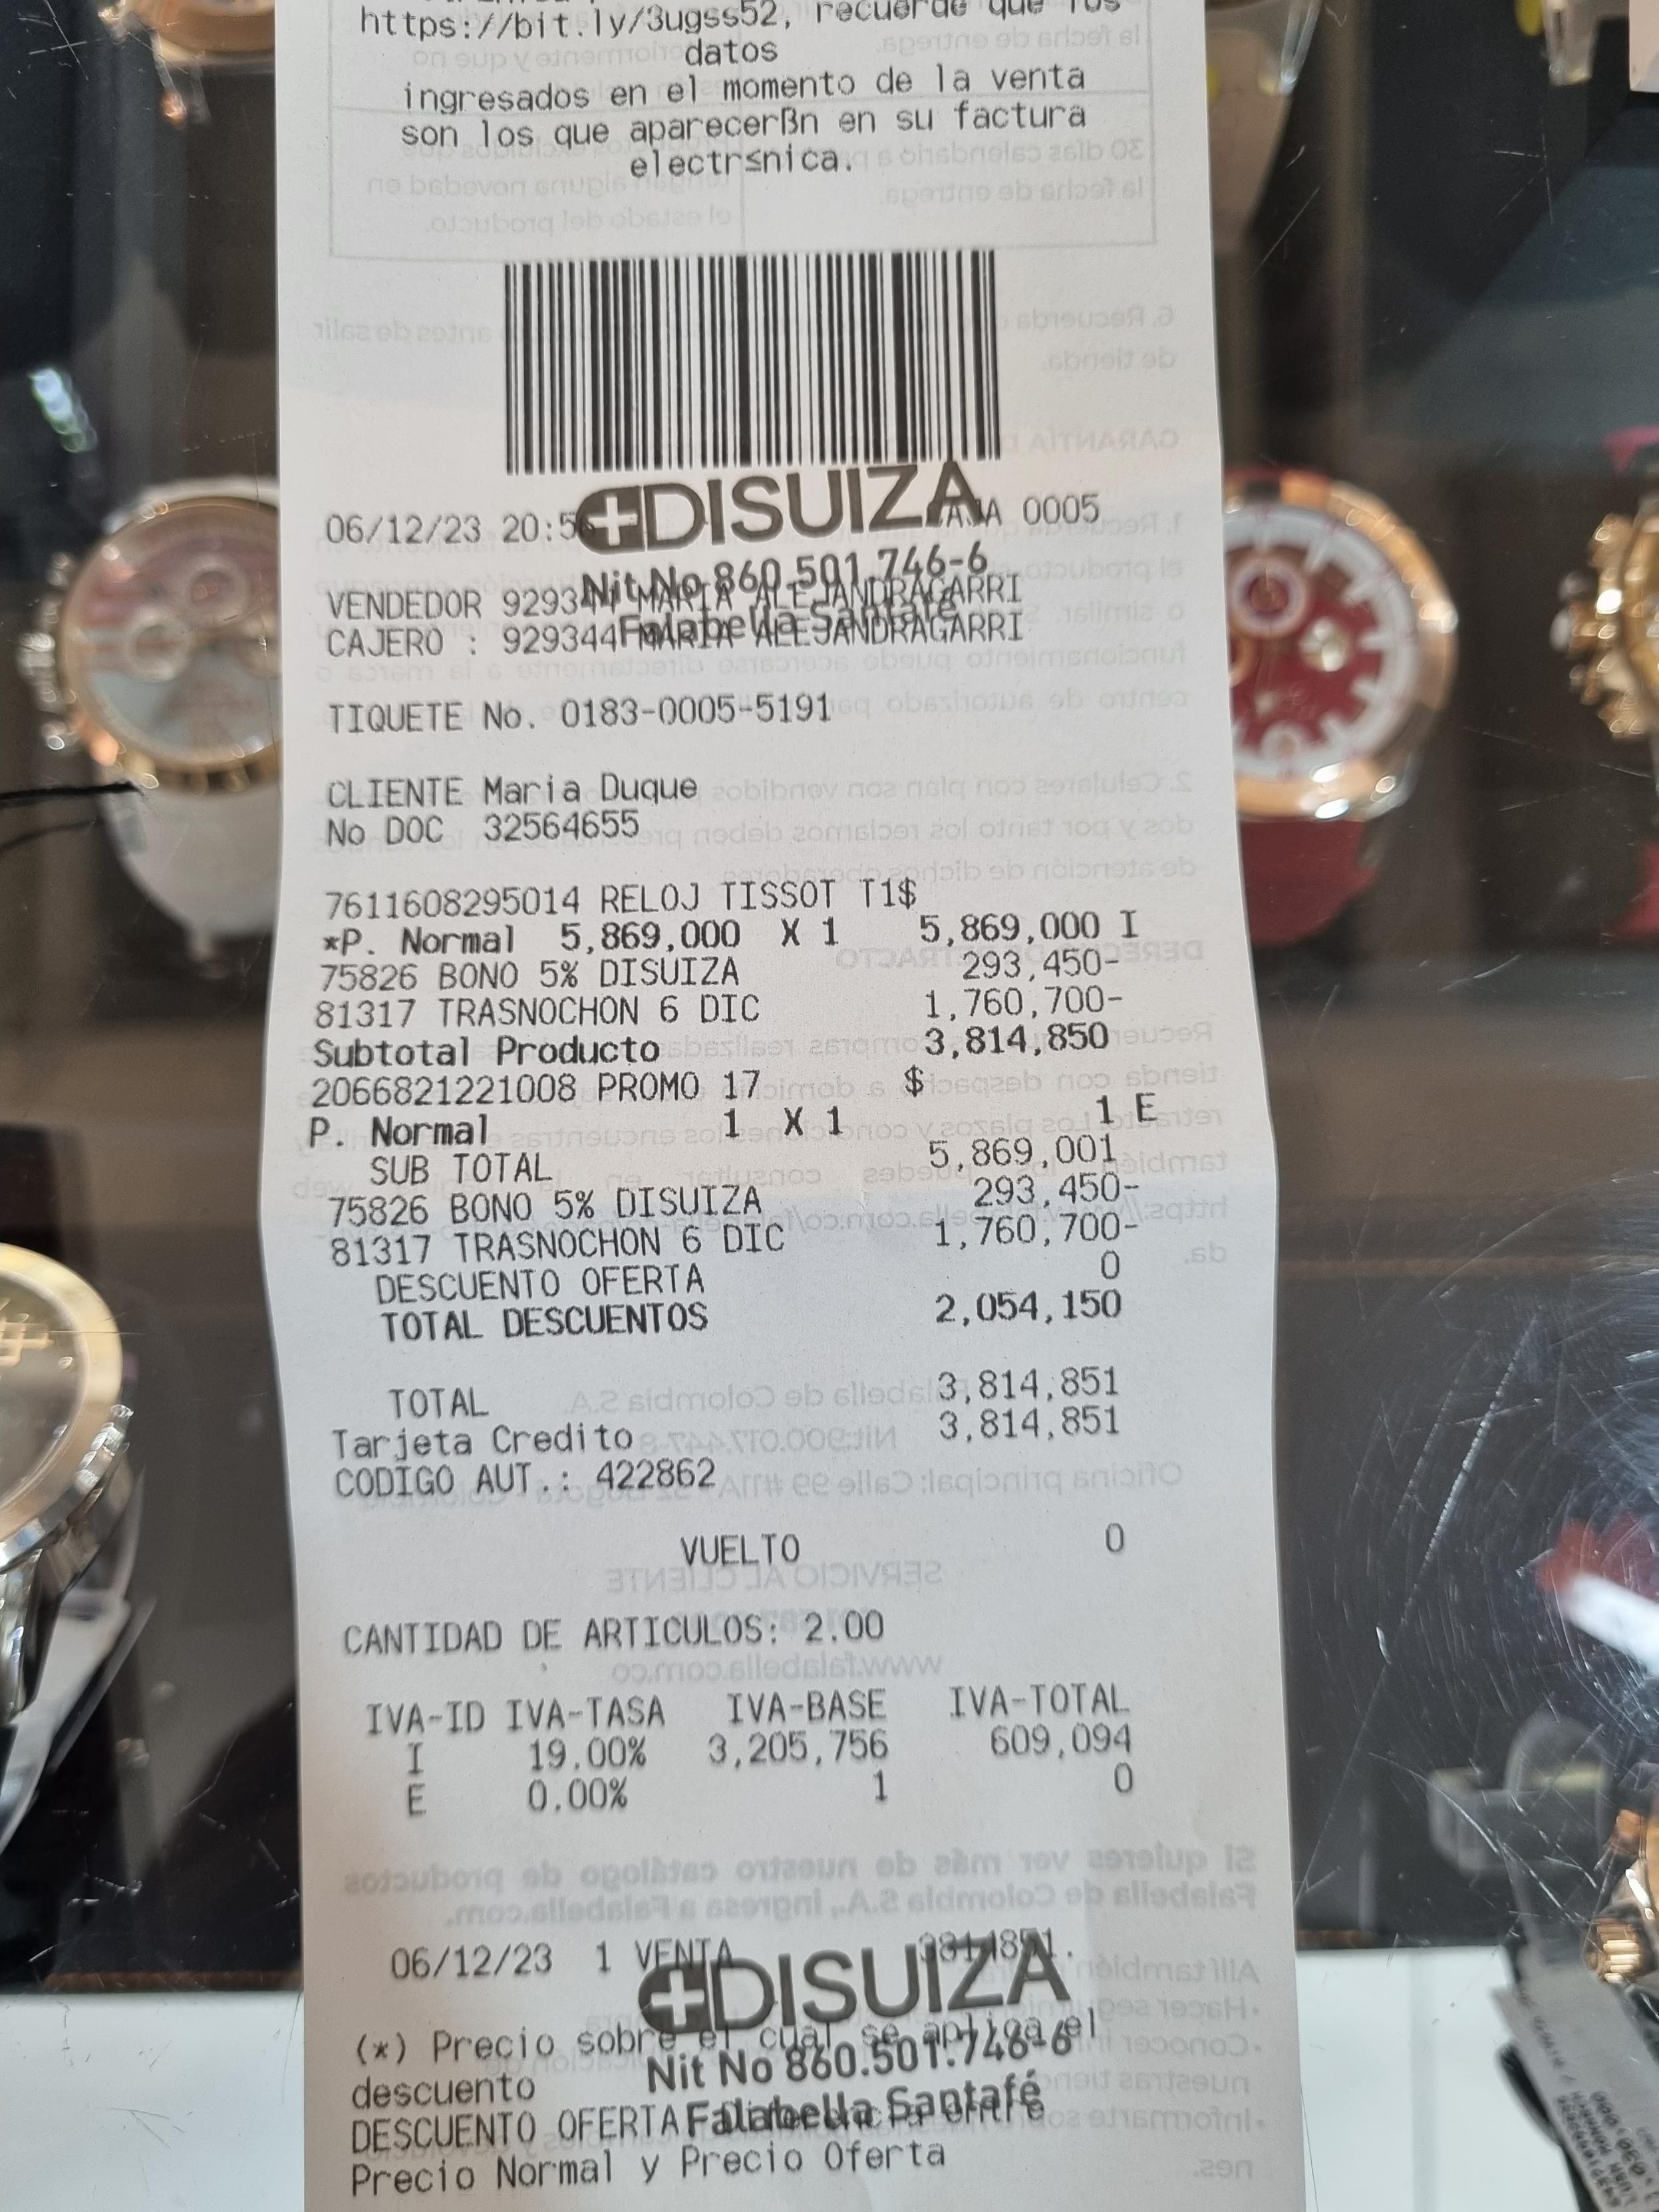 https://bit.ly/3ugss52, recuerde que los
datos
ingresados en el momento de la venta
son los que aparecerßn en su factura
electr≤nica.
DISUIZA
06/12/23 20:5 CAJA 0005
Nit No 860.501.746-6
VENDEDOR 929344 MARIA ALEJANDRAGARRI
Falabella Santafé
CAJERO : 929344 MARIA ALEJANDRAGARRI
TIQUETE No. 0183-0005-5191
CLIENTE Maria Duque
No DOC 32564655
7611608295014 RELOJ TISSOT T1$
*P. Normal 5,869,000 X 1 5,869,000 I
75826 BONO 5% DISUIZA 293,450-
81317 TRASNOCHON 6 DIC 1,760,700-
Subtotal Producto 3,814,850
2066821221008 PROMO 17 $
P. Normal 1 X 1 1 E
SUB TOTAL 5,869,001
75826 BONO 5% DISUIZA 293,450-
81317 TRASNOCHON 6 DIC 1,760,700-
DESCUENTO OFERTA 0
TOTAL DESCUENTOS 2,054,150
TOTAL 3,814,851
Tarjeta Credito 3,814,851
CODIGO AUT.: 422862
VUELTO 0
CANTIDAD DE ARTICULOS: 2.00
IVA-ID IVA-TASA IVA-BASE IVA-TOTAL
I 19.00% 3,205,756 609,094
E 0.00% 1 0
06/12/23 1 VENTA 3814851.
DISUIZA
(*) Precio sobre el cual se aplica el
Nit No 860.501.746-6
descuento
Falabella Santafé
DESCUENTO OFERTA: Diferencia entre
Precio Normal y Precio Oferta